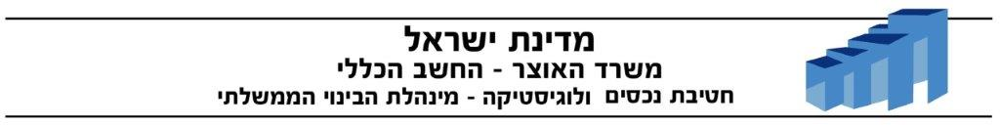 מדינת ישראל
משרד האוצר - החשב הכללי
חטיבת נכסים ולוגיסטיקה - מינהלת הבינוי הממשלתי